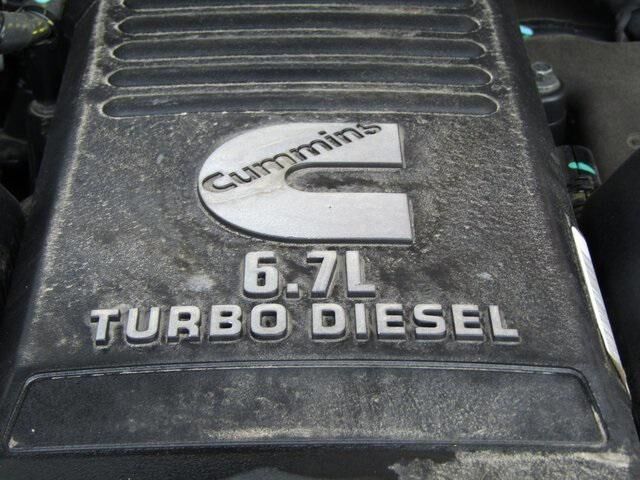 Cummins
6.7L
TURBO DIESEL